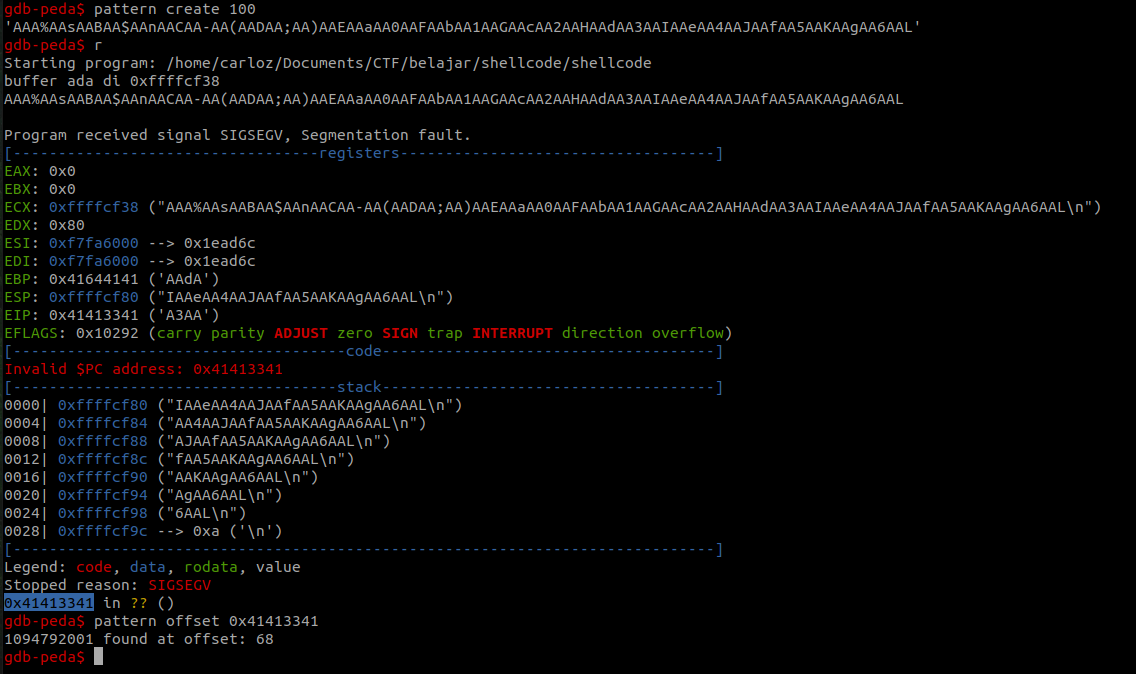 gdb-peda$ pattern create 100
'AAA%AAsAABAA$AAnAACAA-AA(AADAA;AA)AAEAAaAA0AAFAAbAA1AAGAAcAA2AAHAAdAA3AAIAAeAA4AAJAAfAA5AAKAAgAA6AAL'
gdb-peda$ r
Starting program: /home/carloz/Documents/CTF/belajar/shellcode/shellcode
buffer ada di 0xffffcf38
AAA%AAsAABAA$AAnAACAA-AA(AADAA;AA)AAEAAaAA0AAFAAbAA1AAGAAcAA2AAHAAdAA3AAIAAeAA4AAJAAfAA5AAKAAgAA6AAL
Program received signal SIGSEGV, Segmentation fault.
[----------------------------------registers-----------------------------------]
EAX: 0x0
EBX: 0x0
ECX: 0xffffcf38 ("AAA%AAsAABAA$AAnAACAA-AA(AADAA;AA)AAEAAaAA0AAFAAbAA1AAGAAcAA2AAHAAdAA3AAIAAeAA4AAJAAfAA5AAKAAgAA6AAL\n")
EDX: 0x80
ESI: 0xf7fa6000 --> 0x1ead6c
EDI: 0xf7fa6000 --> 0x1ead6c
EBP: 0x41644141 ('AAdA')
ESP: 0xffffcf80 ("IAAeAA4AAJAAfAA5AAKAAgAA6AAL\n")
EIP: 0x41413341 ('A3AA')
EFLAGS: 0x10292 (carry parity ADJUST zero SIGN trap INTERRUPT direction overflow)
[-------------------------------------code-------------------------------------]
Invalid $PC address: 0x41413341
[------------------------------------stack-------------------------------------]
0000| 0xffffcf80 ("IAAeAA4AAJAAfAA5AAKAAgAA6AAL\n")
0004| 0xffffcf84 ("AA4AAJAAfAA5AAKAAgAA6AAL\n")
0008| 0xffffcf88 ("AJAAfAA5AAKAAgAA6AAL\n")
0012| 0xffffcf8c ("fAA5AAKAAgAA6AAL\n")
0016| 0xffffcf90 ("AAKAAgAA6AAL\n")
0020| 0xffffcf94 ("AgAA6AAL\n")
0024| 0xffffcf98 ("6AAL\n")
0028| 0xffffcf9c --> 0xa ('\n')
[------------------------------------------------------------------------------]
Legend: code, data, rodata, value
Stopped reason: SIGSEGV
0x41413341 in ?? ()
gdb-peda$ pattern offset 0x41413341
1094792001 found at offset: 68
gdb-peda$